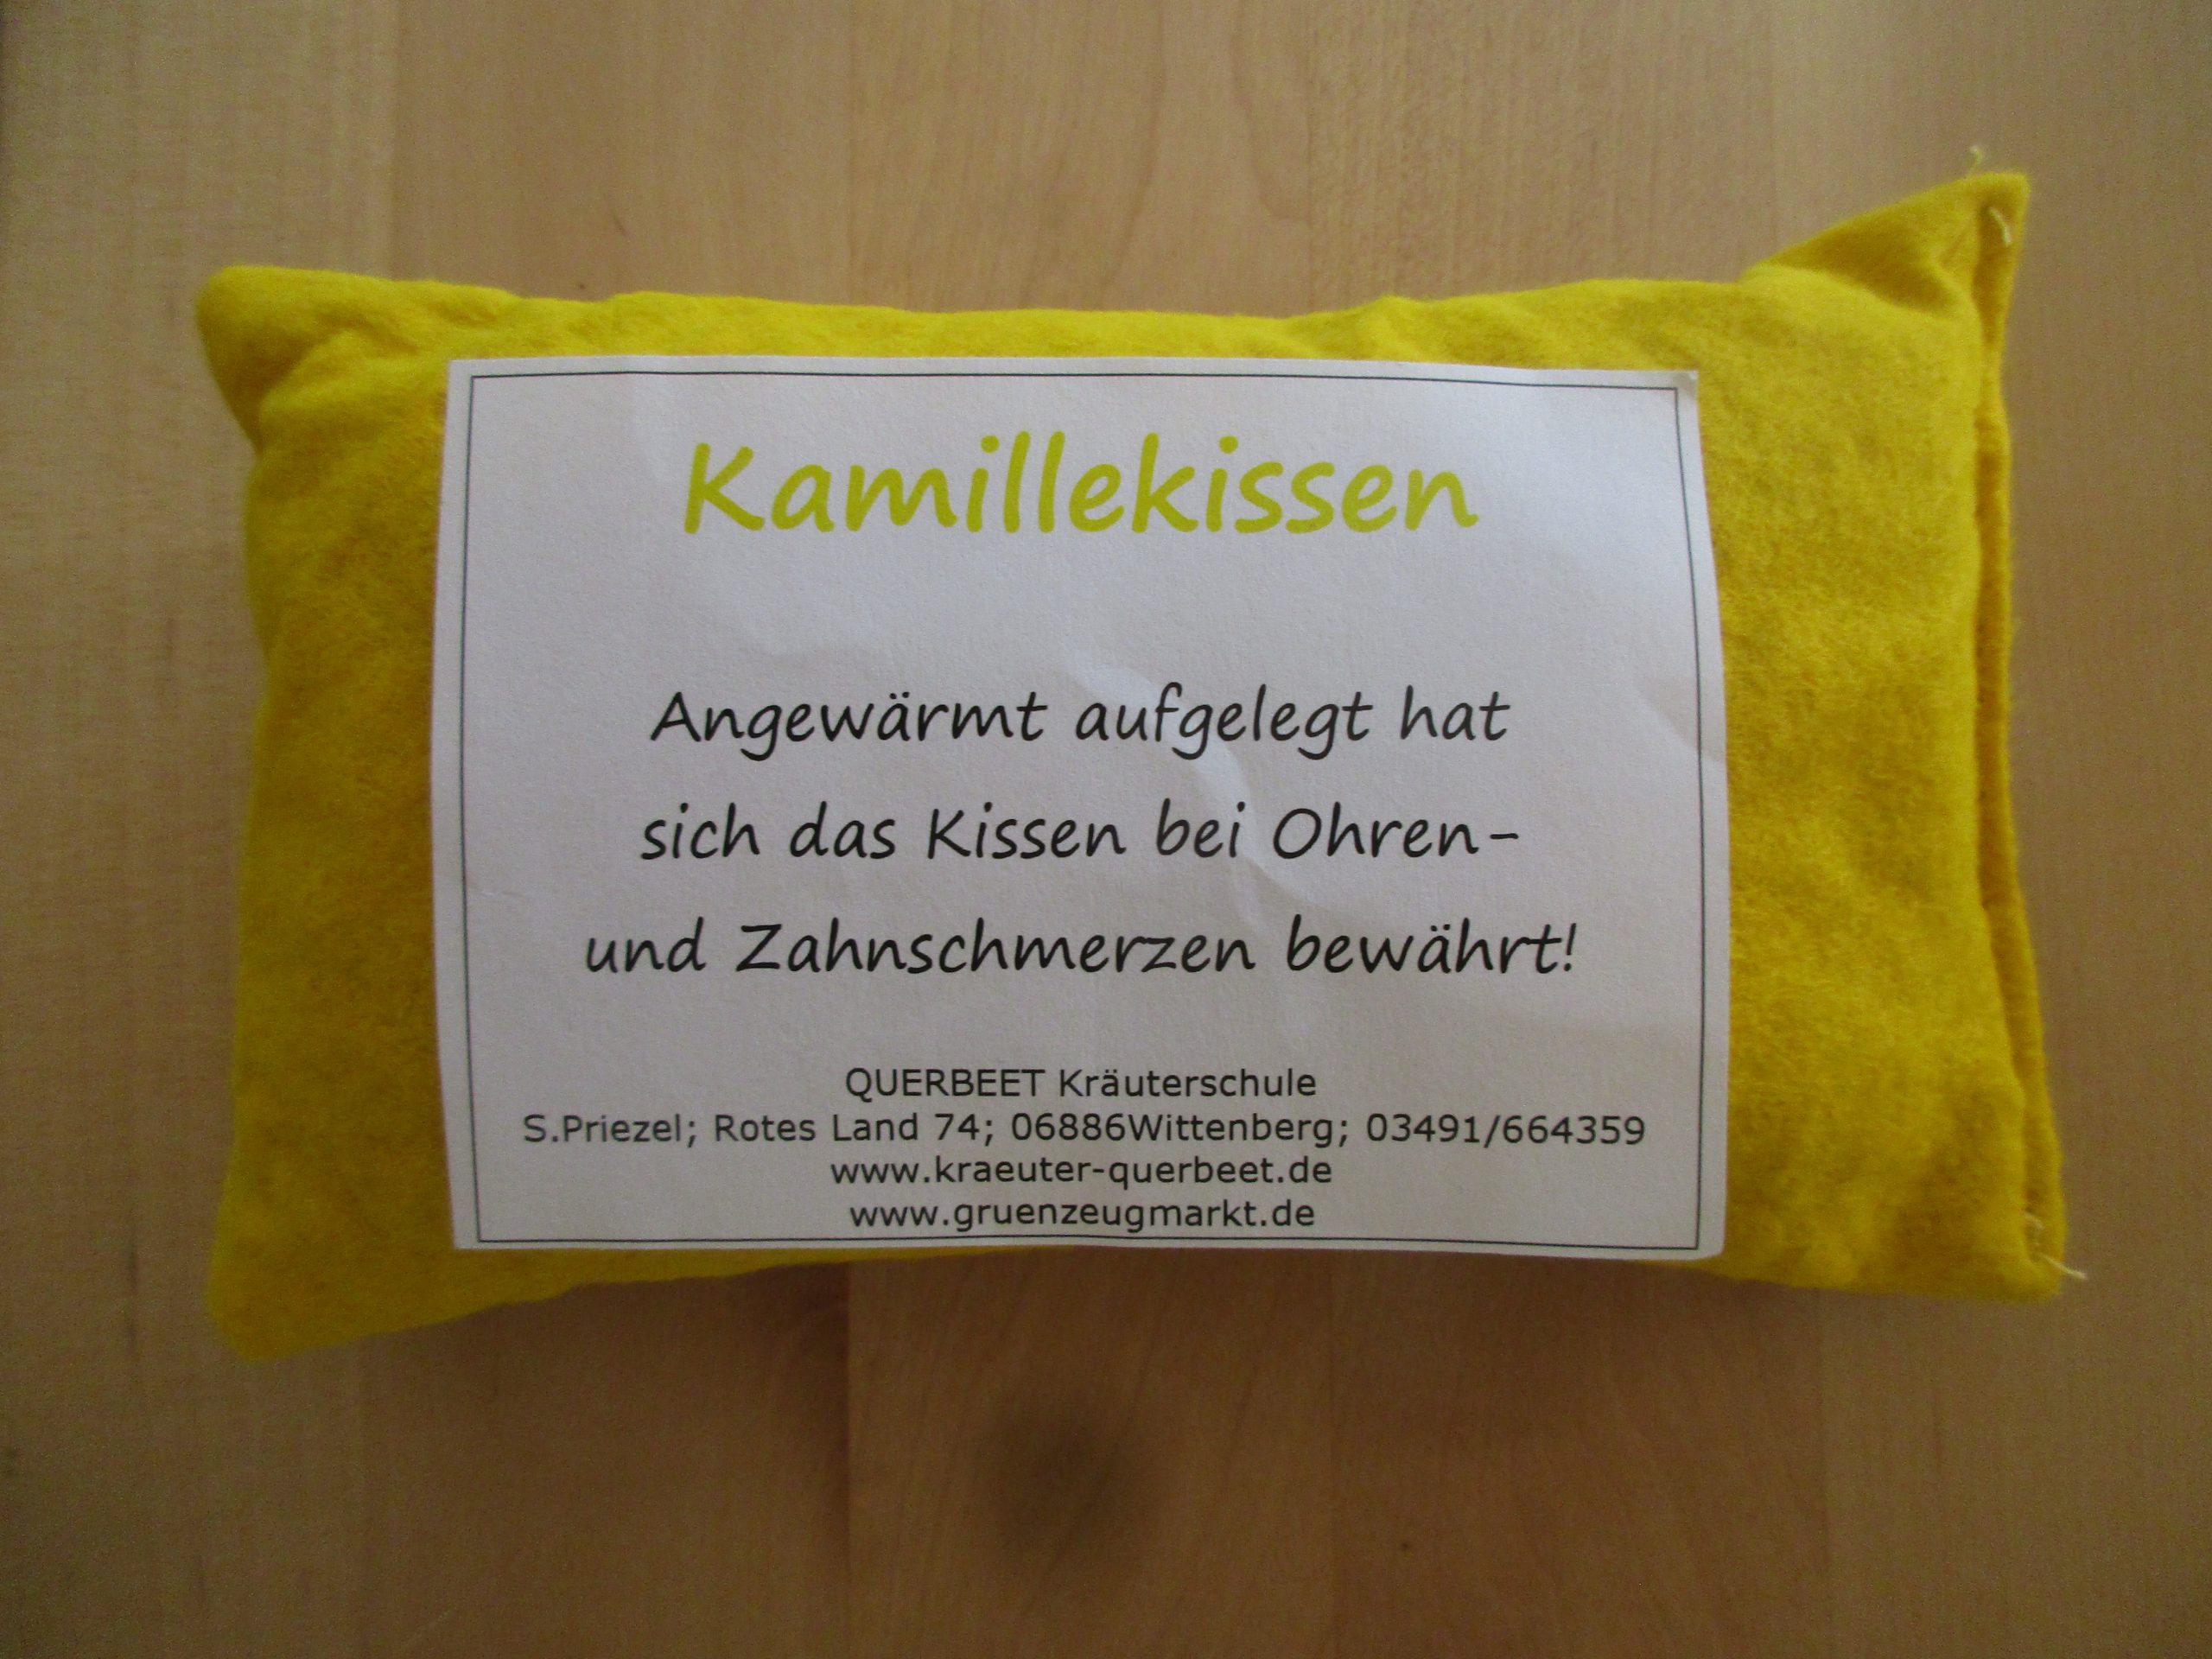 Kamillekissen
Angewärmt aufgelegt hat
sich das Kissen bei Ohren-
und Zahnschmerzen bewährt!
QUERBEET Kräuterschule
S.Priezel; Rotes Land 74; 06886Wittenberg; 03491/664359
www.kraeuter-querbeet.de
www.gruenzeugmarkt.de